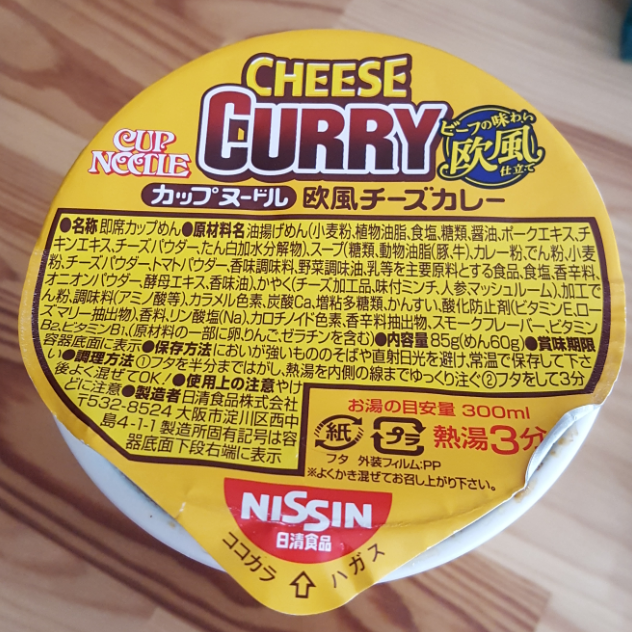 CHEESE
CURRY
CUP
NOODLE
ビーフの味わい
欧風
仕立て
カップヌードル 欧風チーズカレー
●名称 即席カップめん●原材料名 油揚げめん(小麦粉、植物油脂、食塩、糖類、醤油、ポークエキス、チ
キンエキス、チーズパウダー、たん白加水分解物)、スープ(糖類、動物油脂(豚、牛)、カレー粉、でん粉、小麦
粉、チーズパウダー、トマトパウダー、香味調味料、野菜調味油、乳等を主要原料とする食品、食塩、香辛料、
オニオンパウダー、酵母エキス、香味油)、かやく(チーズ加工品、味付ミンチ、人参、マッシュルーム)、加工で
ん粉、調味料(アミノ酸等)、カラメル色素、炭酸Ca、増粘多糖類、かんすい、酸化防止剤(ビタミンE、ロー
ズマリー抽出物)、香料、リン酸塩(Na)、カロチノイド色素、香辛料抽出物、スモークフレーバー、ビタミン
B2、ビタミンB1、(原材料の一部に卵、りんご、ゼラチンを含む)●内容量 85g(めん60g)●賞味期限
容器底面に表示●保存方法 においが強いもののそばや直射日光を避け、常温で保存して下さ
い●調理方法 ①フタを半分まではがし、熱湯を内側の線までゆっくり注ぐ②フタをして3分
後よく混ぜてOK!●使用上の注意 やけ
どに注意●製造者 日清食品株式会社
〒532-8524 大阪市淀川区西中
島4-1-1 製造所固有記号は容
器底面下段右端に表示
お湯の目安量 300ml
紙 プラ 熱湯3分
フタ 外装フィルム:PP
※よくかき混ぜてお召し上がり下さい。
NISSIN
日清食品
ココカラ ハガス